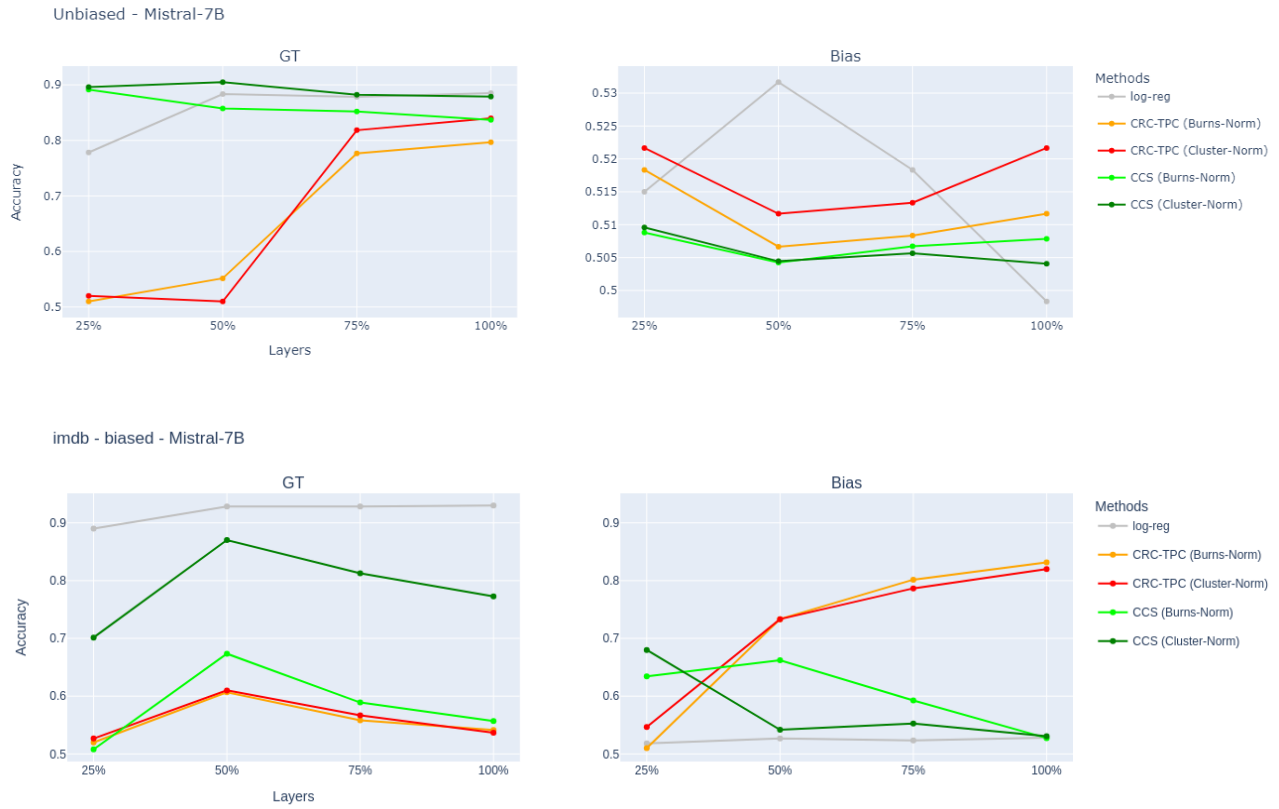 Unbiased - Mistral-7B
GT
Bias
Accuracy
0.9
0.8
0.7
0.6
0.5
25%
50%
75%
100%
Layers
0.53
0.525
0.52
0.515
0.51
0.505
0.5
25%
50%
75%
100%
Methods
log-reg
CRC-TPC (Burns-Norm)
CRC-TPC (Cluster-Norm)
CCS (Burns-Norm)
CCS (Cluster-Norm)
imdb - biased - Mistral-7B
GT
Bias
Accuracy
0.9
0.8
0.7
0.6
0.5
25%
50%
75%
100%
Layers
0.9
0.8
0.7
0.6
0.5
25%
50%
75%
100%
Methods
log-reg
CRC-TPC (Burns-Norm)
CRC-TPC (Cluster-Norm)
CCS (Burns-Norm)
CCS (Cluster-Norm)